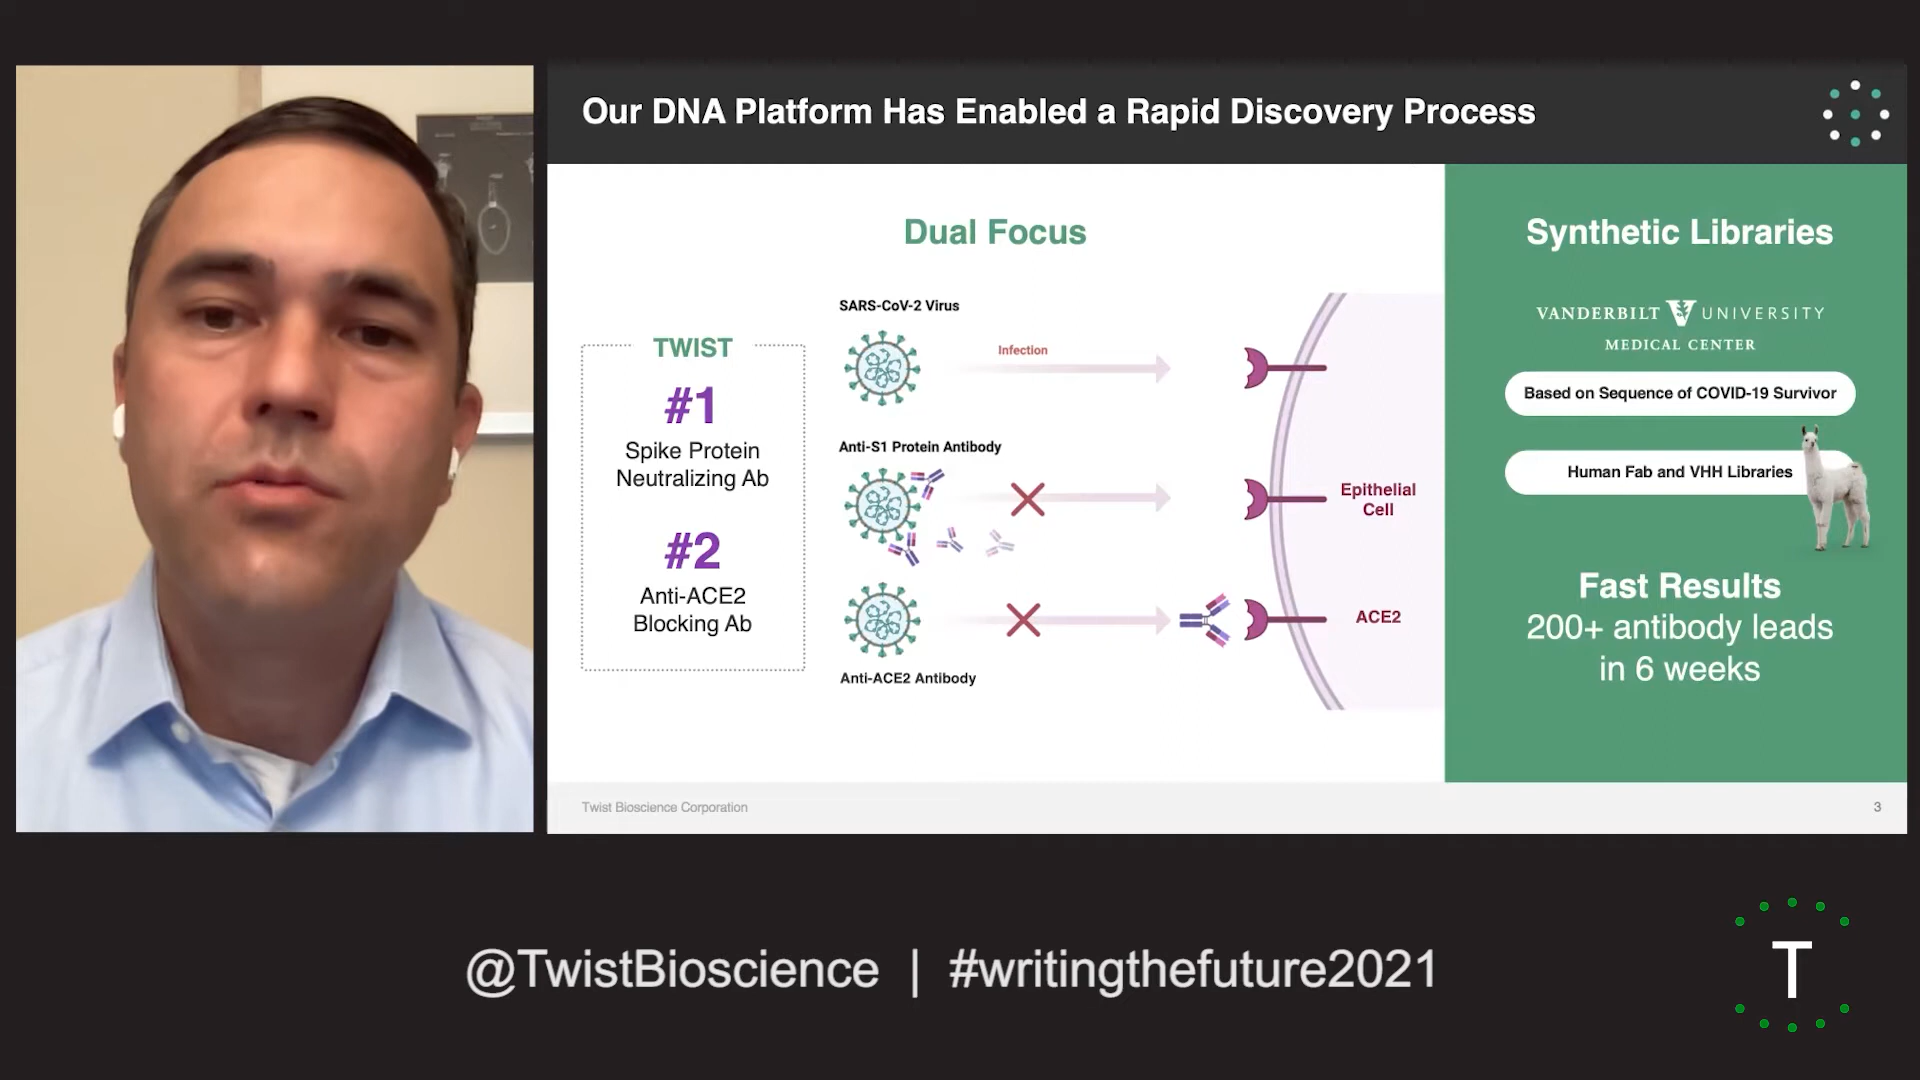 Our DNA Platform Has Enabled a Rapid Discovery Process
Dual Focus
TWIST
#1
Spike Protein
Neutralizing Ab
#2
Anti-ACE2
Blocking Ab
SARS-CoV-2 Virus
Infection
Anti-S1 Protein Antibody
Epithelial
Cell
ACE2
Anti-ACE2 Antibody
Synthetic Libraries
VANDERBILT V UNIVERSITY
MEDICAL CENTER
Based on Sequence of COVID-19 Survivor
Human Fab and VHH Libraries
Fast Results
200+ antibody leads
in 6 weeks
Twist Bioscience Corporation
3
@TwistBioscience | #writingthefuture2021
T